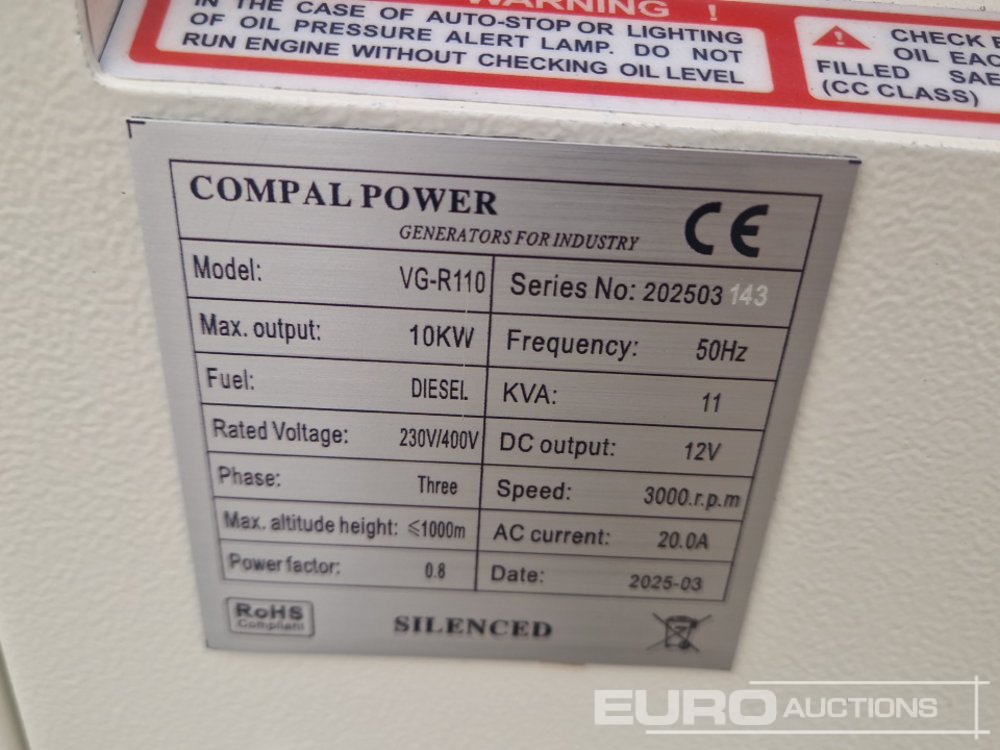 WARNING !
IN THE CASE OF AUTO-STOP OR LIGHTING
OF OIL PRESSURE ALERT LAMP. DO NOT
RUN ENGINE WITHOUT CHECKING OIL LEVEL
CHECK
OIL EAC
FILLED SAE
(CC CLASS)
COMPAL POWER
GENERATORS FOR INDUSTRY
CE
Model: VG-R110 Series No: 202503 143
Max. output: 10KW Frequency: 50Hz
Fuel: DIESEL KVA: 11
Rated Voltage: 230V/400V DC output: 12V
Phase: Three Speed: 3000.r.p.m
Max. altitude height: ≤1000m AC current: 20.0A
Power factor: 0.8 Date: 2025-03
RoHS
Compliant
SILENCED
EURO AUCTIONS